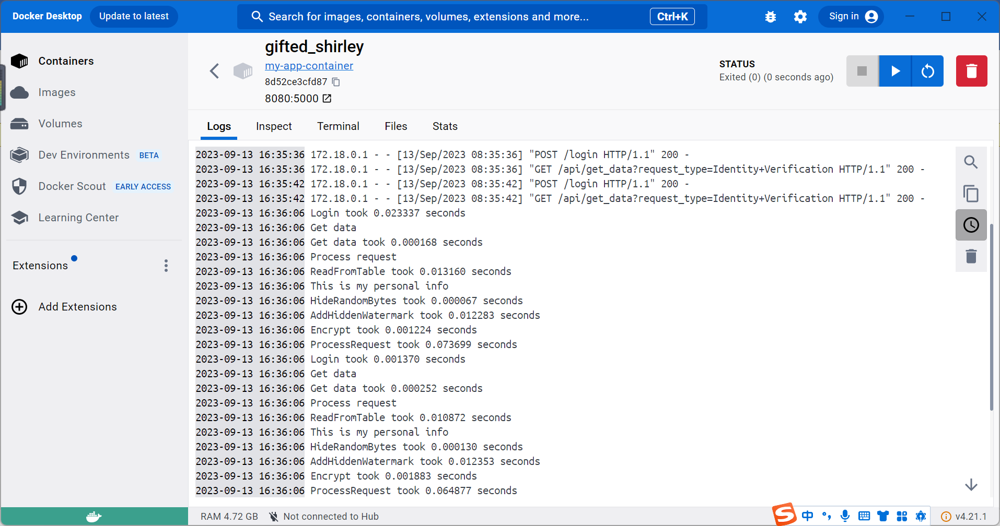 Docker Desktop
Update to latest
Search for images, containers, volumes, extensions and more...
Ctrl+K
Sign in
Containers
Images
Volumes
Dev Environments BETA
Docker Scout EARLY ACCESS
Learning Center
Extensions
Add Extensions
gifted_shirley
my-app-container
8d52ce3cfd87
8080:5000
STATUS
Exited (0) (0 seconds ago)
Logs
Inspect
Terminal
Files
Stats
2023-09-13 16:35:36 172.18.0.1 - - [13/Sep/2023 08:35:36] "POST /login HTTP/1.1" 200 -
2023-09-13 16:35:36 172.18.0.1 - - [13/Sep/2023 08:35:36] "GET /api/get_data?request_type=Identity+Verification HTTP/1.1" 200 -
2023-09-13 16:35:42 172.18.0.1 - - [13/Sep/2023 08:35:42] "POST /login HTTP/1.1" 200 -
2023-09-13 16:35:42 172.18.0.1 - - [13/Sep/2023 08:35:42] "GET /api/get_data?request_type=Identity+Verification HTTP/1.1" 200 -
2023-09-13 16:36:06 Login took 0.023337 seconds
2023-09-13 16:36:06 Get data
2023-09-13 16:36:06 Get data took 0.000168 seconds
2023-09-13 16:36:06 Process request
2023-09-13 16:36:06 ReadFromTable took 0.013160 seconds
2023-09-13 16:36:06 This is my personal info
2023-09-13 16:36:06 HideRandomBytes took 0.000067 seconds
2023-09-13 16:36:06 AddHiddenWatermark took 0.012283 seconds
2023-09-13 16:36:06 Encrypt took 0.001224 seconds
2023-09-13 16:36:06 ProcessRequest took 0.073699 seconds
2023-09-13 16:36:06 Login took 0.001370 seconds
2023-09-13 16:36:06 Get data
2023-09-13 16:36:06 Get data took 0.000252 seconds
2023-09-13 16:36:06 Process request
2023-09-13 16:36:06 ReadFromTable took 0.010872 seconds
2023-09-13 16:36:06 This is my personal info
2023-09-13 16:36:06 HideRandomBytes took 0.000130 seconds
2023-09-13 16:36:06 AddHiddenWatermark took 0.012353 seconds
2023-09-13 16:36:06 Encrypt took 0.001883 seconds
2023-09-13 16:36:06 ProcessRequest took 0.064877 seconds
RAM 4.72 GB
Not connected to Hub
S 中
v4.21.1